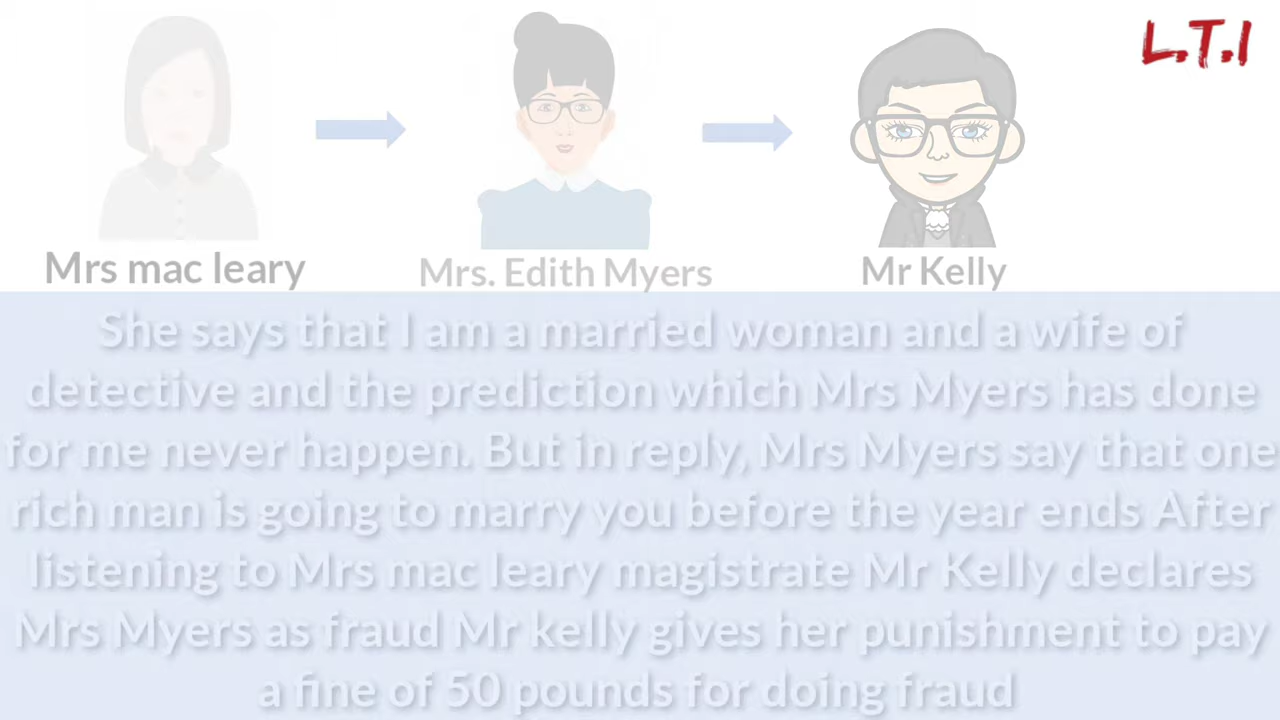 L.T.I
Mrs mac leary
Mrs. Edith Myers
Mr Kelly
She says that I am a married woman and a wife of
detective and the prediction which Mrs Myers has done
for me never happen. But in reply, Mrs Myers say that one
rich man is going to marry you before the year ends After
listening to Mrs mac leary magistrate Mr Kelly declares
Mrs Myers as fraud Mr kelly gives her punishment to pay
a fine of 50 pounds for doing fraud